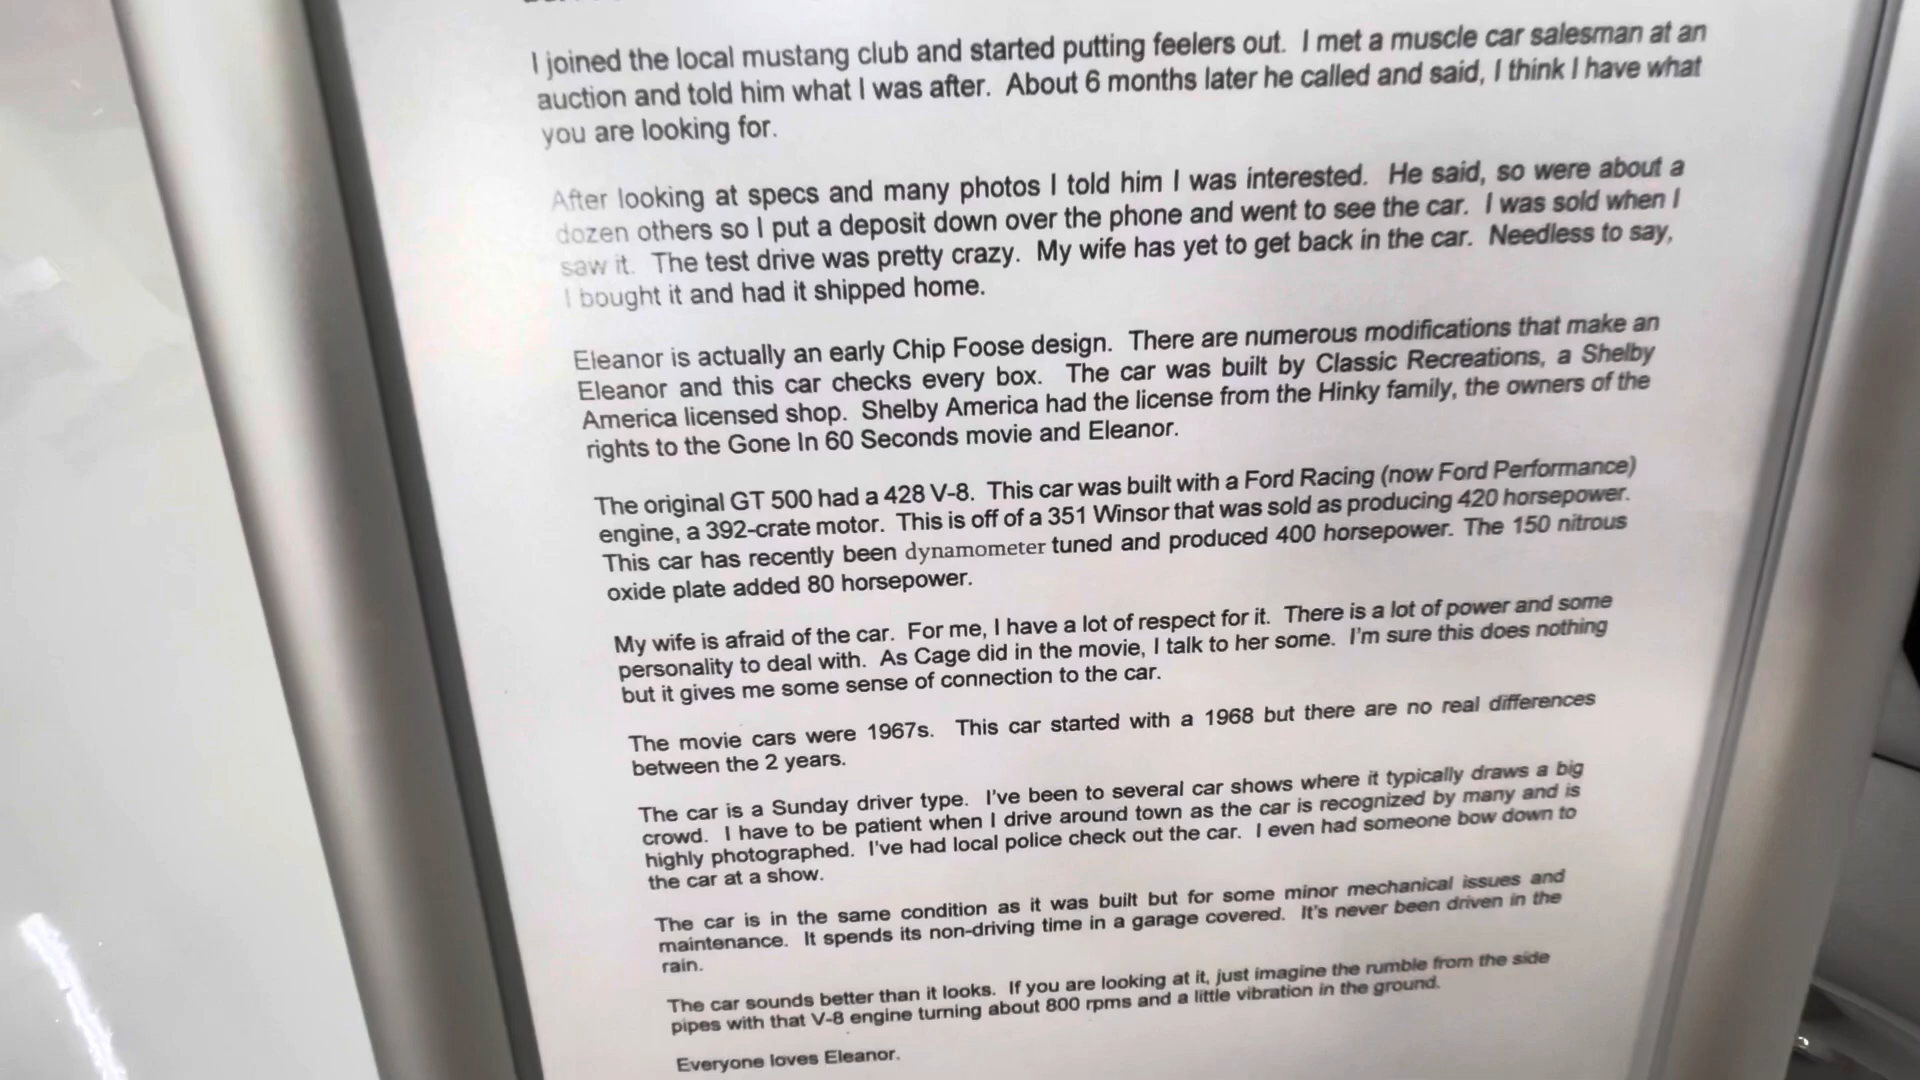 I joined the local mustang club and started putting feelers out. I met a muscle car salesman at an
auction and told him what I was after. About 6 months later he called and said, I think I have what
you are looking for.
After looking at specs and many photos I told him I was interested. He said, so were about a
dozen others so I put a deposit down over the phone and went to see the car. I was sold when I
saw it. The test drive was pretty crazy. My wife has yet to get back in the car. Needless to say,
I bought it and had it shipped home.
Eleanor is actually an early Chip Foose design. There are numerous modifications that make an
Eleanor and this car checks every box. The car was built by Classic Recreations, a Shelby
America licensed shop. Shelby America had the license from the Hinky family, the owners of the
rights to the Gone In 60 Seconds movie and Eleanor.
The original GT 500 had a 428 V-8. This car was built with a Ford Racing (now Ford Performance)
engine, a 392-crate motor. This is off of a 351 Winsor that was sold as producing 420 horsepower.
This car has recently been dynamometer tuned and produced 400 horsepower. The 150 nitrous
oxide plate added 80 horsepower.
My wife is afraid of the car. For me, I have a lot of respect for it. There is a lot of power and some
personality to deal with. As Cage did in the movie, I talk to her some. I'm sure this does nothing
but it gives me some sense of connection to the car.
The movie cars were 1967s. This car started with a 1968 but there are no real differences
between the 2 years.
The car is a Sunday driver type. I've been to several car shows where it typically draws a big
crowd. I have to be patient when I drive around town as the car is recognized by many and is
highly photographed. I've had local police check out the car. I even had someone bow down to
the car at a show.
The car is in the same condition as it was built but for some minor mechanical issues and
maintenance. It spends its non-driving time in a garage covered. It's never been driven in the
rain.
The car sounds better than it looks. If you are looking at it, just imagine the rumble from the side
pipes with that V-8 engine turning about 800 rpms and a little vibration in the ground.
Everyone loves Eleanor.